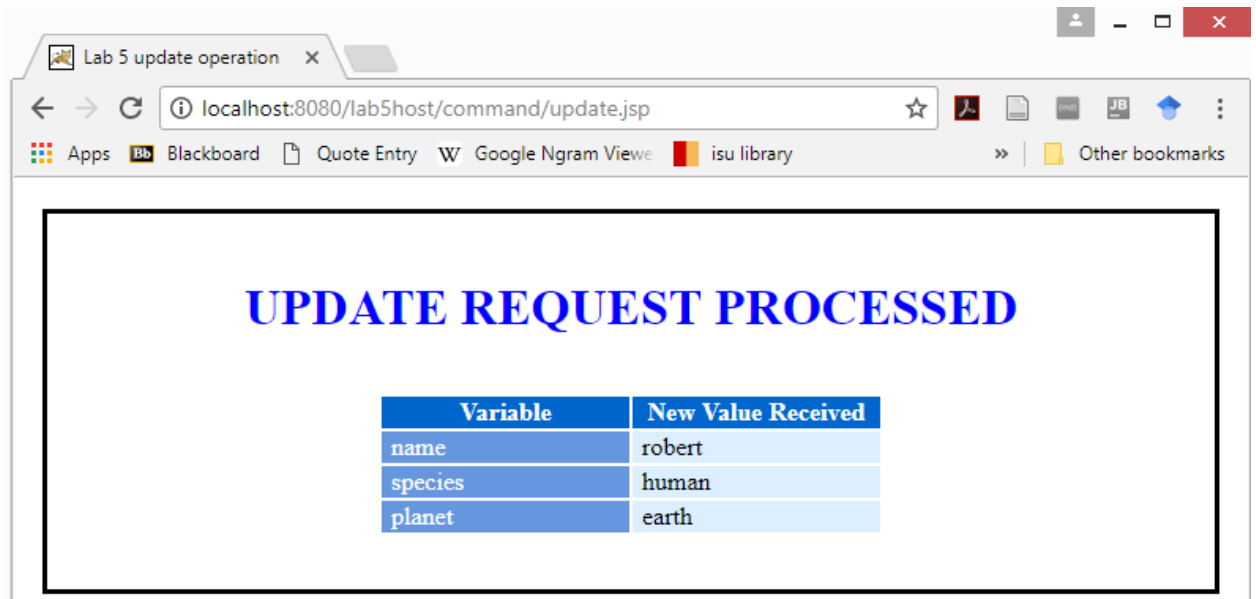 Lab 5 update operation
localhost:8080/lab5host/command/update.jsp
Apps Bb Blackboard Quote Entry W Google Ngram Viewe isu library » Other bookmarks
UPDATE REQUEST PROCESSED
Variable New Value Received
name robert
species human
planet earth